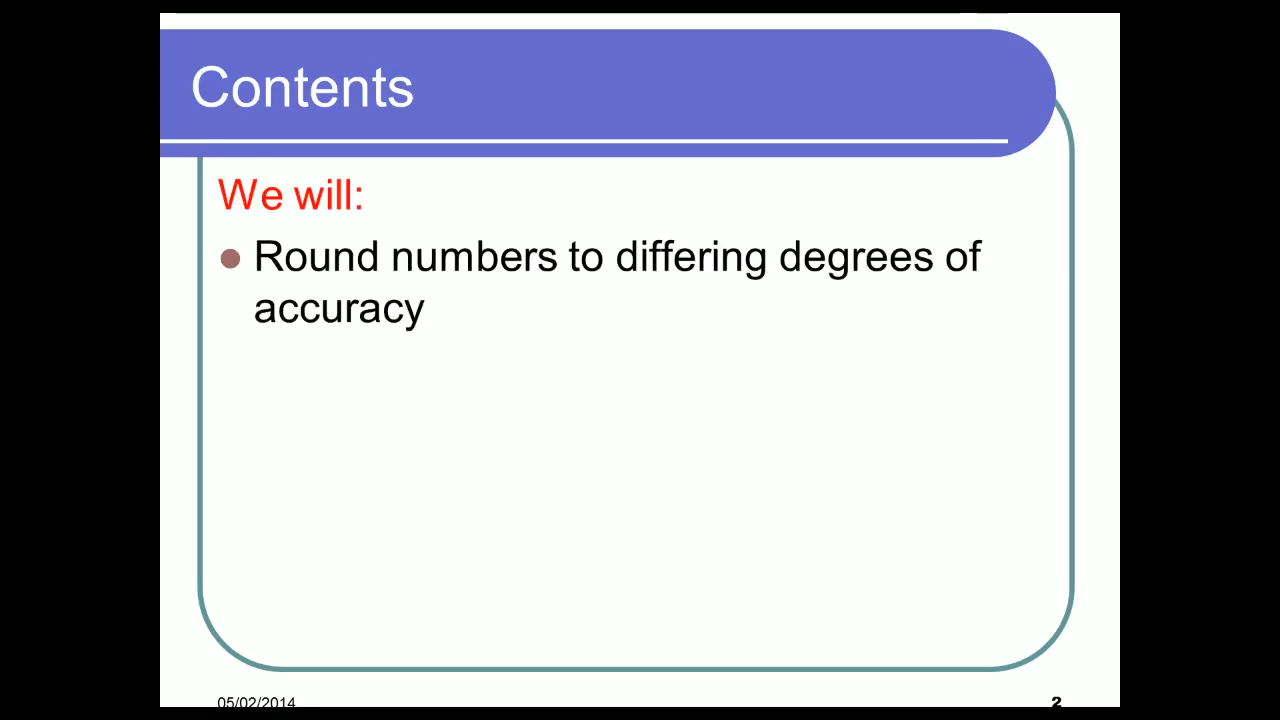 Contents
We will:
Round numbers to differing degrees of
accuracy
05/02/2014
2